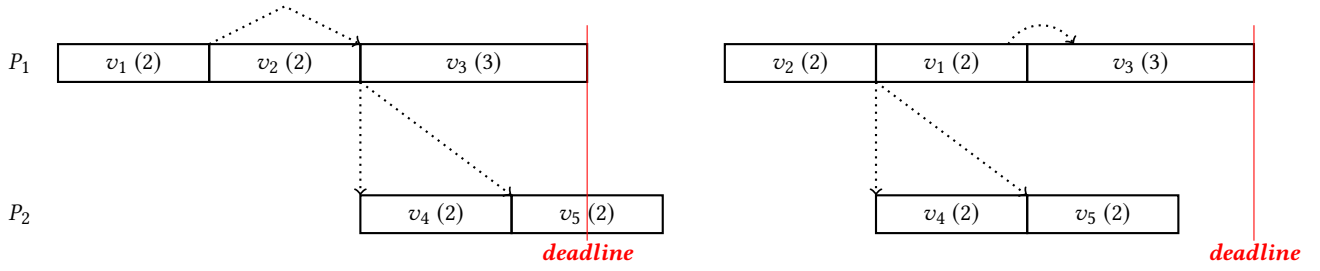 P₁ v₁ (2) v₂ (2) v₃ (3) v₂ (2) v₁ (2) v₃ (3)
P₂ v₄ (2) v₅ (2) v₄ (2) v₅ (2)
deadline deadline